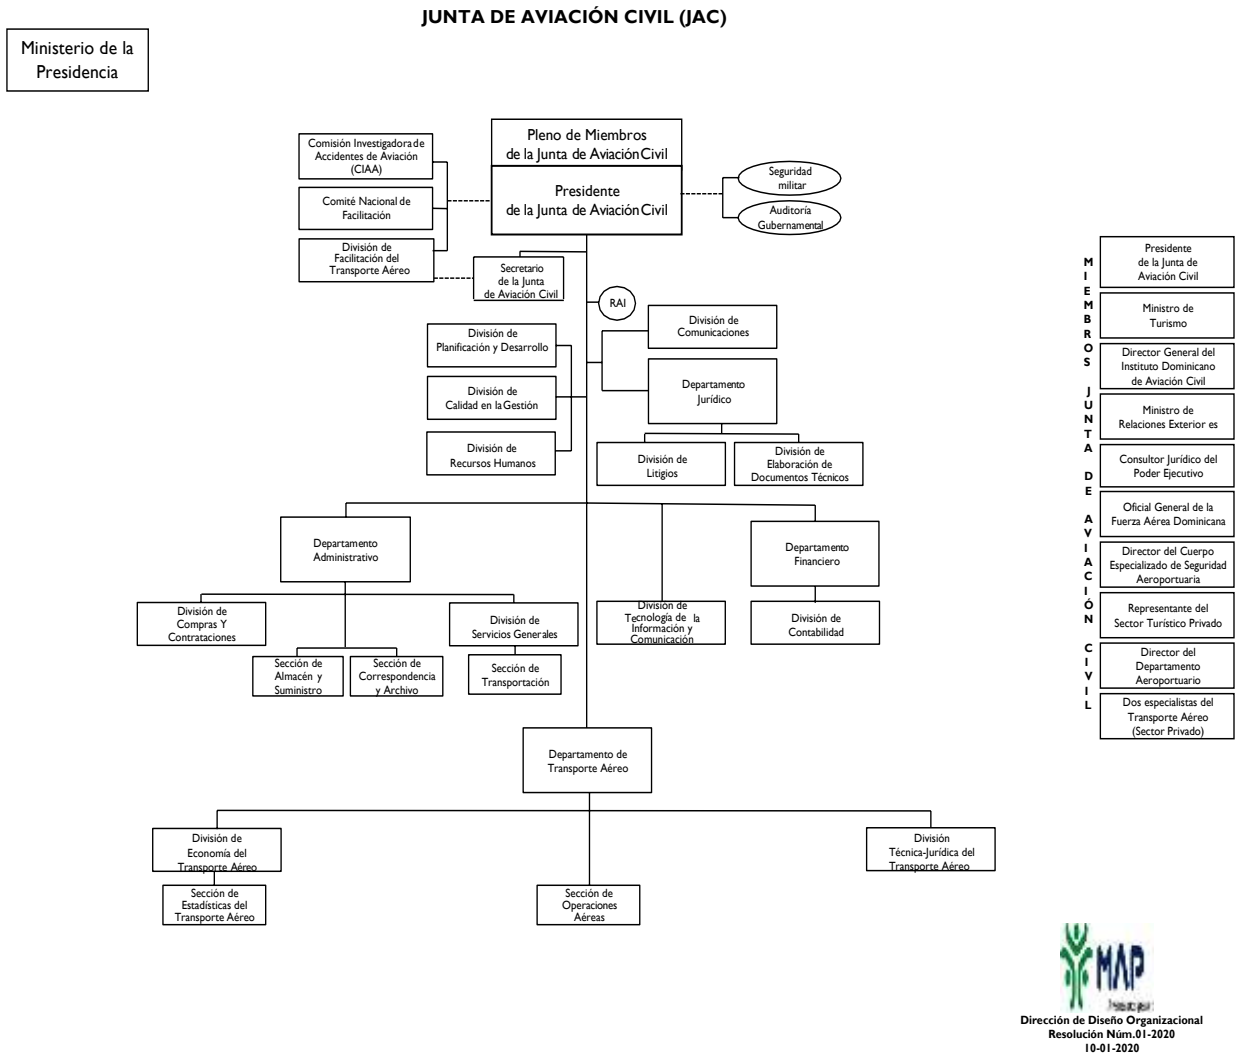 JUNTA DE AVIACIÓN CIVIL (JAC)
Ministerio de la
Presidencia
Pleno de Miembros
de la Junta de Aviación Civil
Presidente
de la Junta de Aviación Civil
Comisión Investigadora de
Accidentes de Aviación
(CIAA)
Comité Nacional de
Facilitación
División de
Facilitación del
Transporte Aéreo
Seguridad
militar
Auditoría
Gubernamental
Secretario
de la Junta
de Aviación Civil
RAI
División de
Comunicaciones
División de
Planificación y Desarrollo
Departamento
Jurídico
División de
Calidad en la Gestión
División de
Recursos Humanos
División de
Litigios
División de
Elaboración de
Documentos Técnicos
Departamento
Administrativo
Departamento
Financiero
División de
Compras Y
Contrataciones
División de
Servicios Generales
División de
Tecnología de la
Información y
Comunicación
División de
Contabilidad
Sección de
Almacén y
Suministro
Sección de
Correspondencia
y Archivo
Sección de
Transportación
Departamento de
Transporte Aéreo
División de
Economía del
Transporte Aéreo
División
Técnica-Jurídica del
Transporte Aéreo
Sección de
Estadísticas del
Transporte Aéreo
Sección de
Operaciones
Aéreas
MIEMBROS JUNTA DE AVIACIÓN CIVIL
Presidente
de la Junta de
Aviación Civil
Ministro de
Turismo
Director General del
Instituto Dominicano
de Aviación Civil
Ministro de
Relaciones Exterior es
Consultor Jurídico del
Poder Ejecutivo
Oficial General de la
Fuerza Aérea Dominicana
Director del Cuerpo
Especializado de Seguridad
Aeroportuaria
Representante del
Sector Turístico Privado
Director del
Departamento
Aeroportuario
Dos especialistas del
Transporte Aéreo
(Sector Privado)
MAP
Dirección de Diseño Organizacional
Resolución Núm.01-2020
10-01-2020